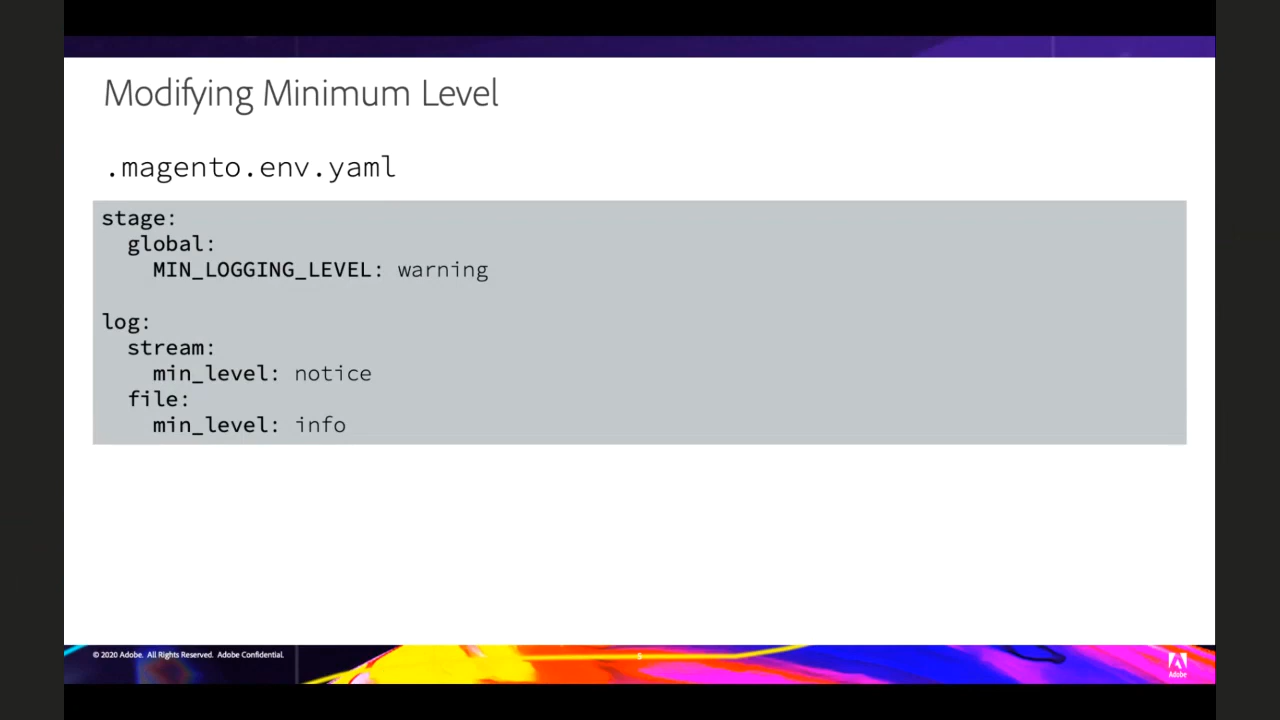 Modifying Minimum Level
.magento.env.yaml
stage:
  global:
    MIN_LOGGING_LEVEL: warning
log:
  stream:
    min_level: notice
  file:
    min_level: info
© 2020 Adobe. All Rights Reserved. Adobe Confidential.
Adobe